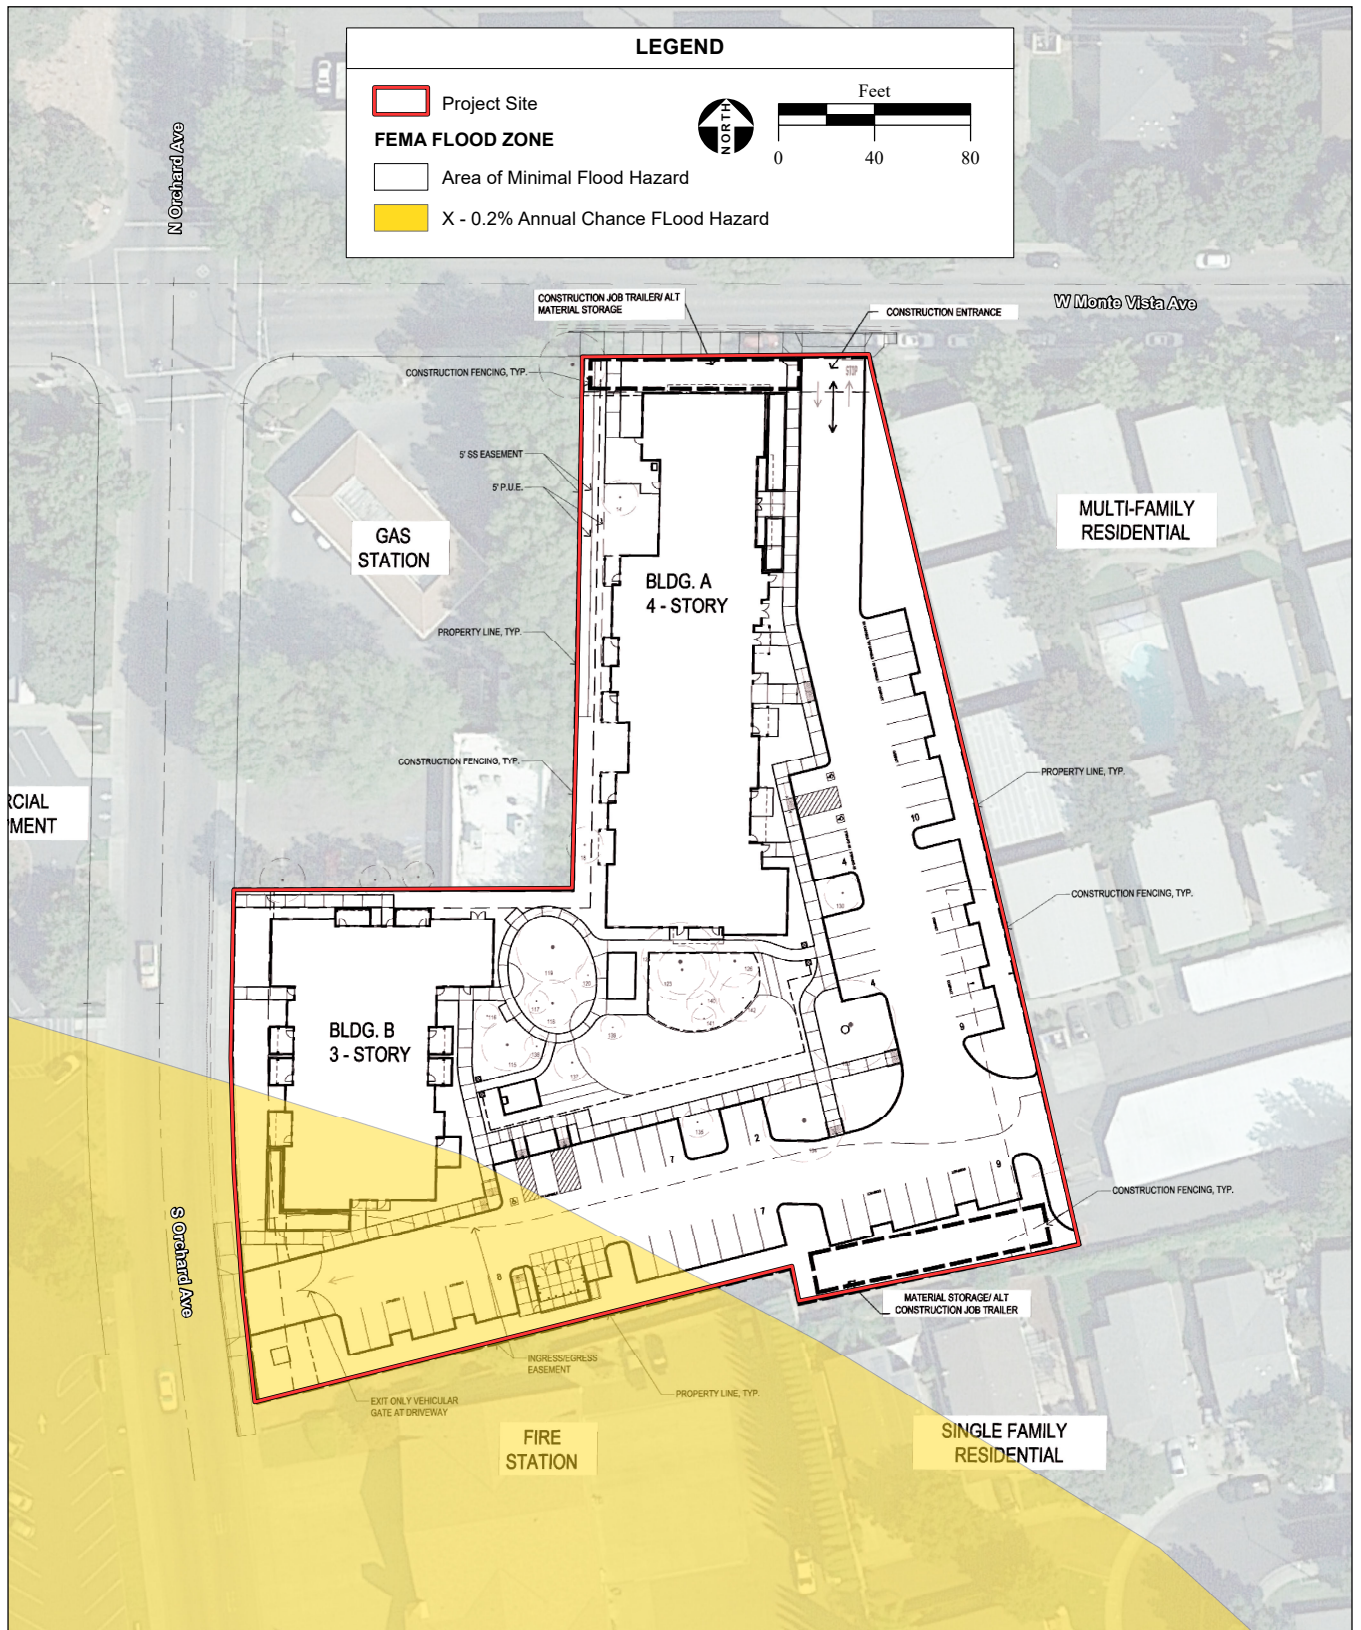 LEGEND
Project Site
FEMA FLOOD ZONE
Area of Minimal Flood Hazard
X - 0.2% Annual Chance FLood Hazard
NORTH
Feet
0 40 80
N Orchard Ave
W Monte Vista Ave
CONSTRUCTION JOB TRAILER/ ALT
MATERIAL STORAGE
CONSTRUCTION ENTRANCE
STOP
CONSTRUCTION FENCING, TYP.
5' SS EASEMENT
5' P.U.E.
14
GAS
STATION
MULTI-FAMILY
RESIDENTIAL
BLDG. A
4 - STORY
PROPERTY LINE, TYP.
CONSTRUCTION FENCING, TYP.
PROPERTY LINE, TYP.
RCIAL
MENT
10
4
CONSTRUCTION FENCING, TYP.
4
9
BLDG. B
3 - STORY
2
7
9
7
8
CONSTRUCTION FENCING, TYP.
S Orchard Ave
MATERIAL STORAGE/ ALT
CONSTRUCTION JOB TRAILER
INGRESS/EGRESS
EASEMENT
PROPERTY LINE, TYP.
EXIT ONLY VEHICULAR
GATE AT DRIVEWAY
FIRE
STATION
SINGLE FAMILY
RESIDENTIAL